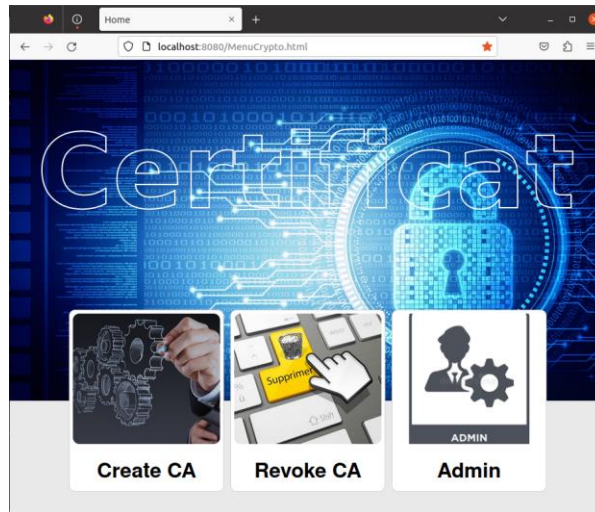 Home
localhost:8080/MenuCrypto.html
Certificat
Supprimer
Shift
ADMIN
Create CA
Revoke CA
Admin